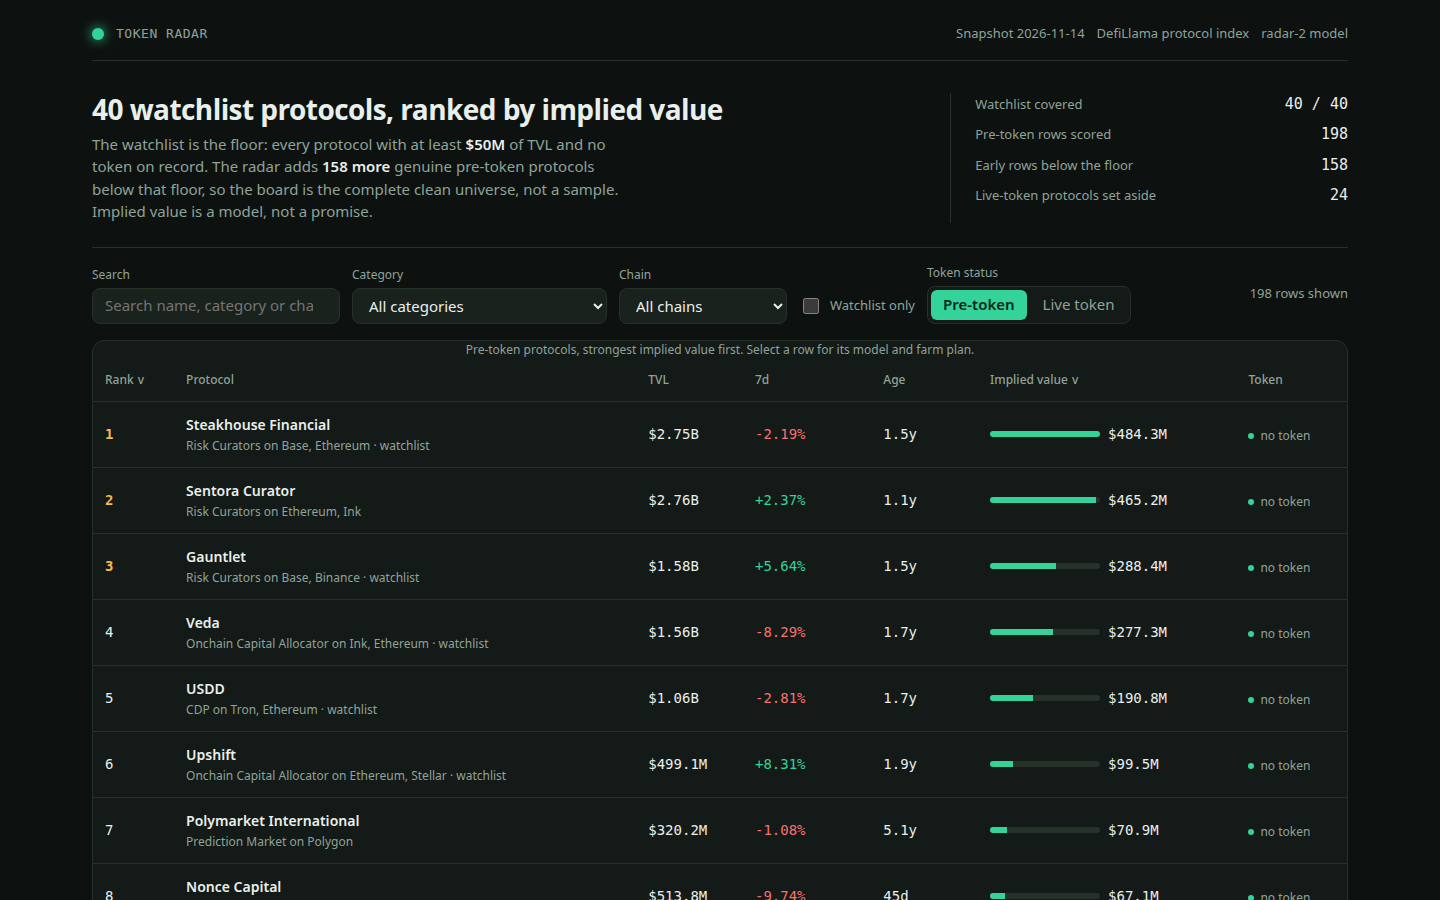 TOKEN RADAR
Snapshot 2026-11-14 DefiLlama protocol index radar-2 model
40 watchlist protocols, ranked by implied value
The watchlist is the floor: every protocol with at least $50M of TVL and no
token on record. The radar adds 158 more genuine pre-token protocols
below that floor, so the board is the complete clean universe, not a sample.
Implied value is a model, not a promise.
Watchlist covered 40 / 40
Pre-token rows scored 198
Early rows below the floor 158
Live-token protocols set aside 24
Search
Category
Chain
Token status
Search name, category or cha
All categories
All chains
Watchlist only
Pre-token
Live token
198 rows shown
Pre-token protocols, strongest implied value first. Select a row for its model and farm plan.
Rank v Protocol TVL 7d Age Implied value v Token
1 Steakhouse Financial $2.75B -2.19% 1.5y $484.3M no token
Risk Curators on Base, Ethereum · watchlist
2 Sentora Curator $2.76B +2.37% 1.1y $465.2M no token
Risk Curators on Ethereum, Ink
3 Gauntlet $1.58B +5.64% 1.5y $288.4M no token
Risk Curators on Base, Binance · watchlist
4 Veda $1.56B -8.29% 1.7y $277.3M no token
Onchain Capital Allocator on Ink, Ethereum · watchlist
5 USDD $1.06B -2.81% 1.7y $190.8M no token
CDP on Tron, Ethereum · watchlist
6 Upshift $499.1M +8.31% 1.9y $99.5M no token
Onchain Capital Allocator on Ethereum, Stellar · watchlist
7 Polymarket International $320.2M -1.08% 5.1y $70.9M no token
Prediction Market on Polygon
8 Nonce Capital $513.8M -9.74% 45d $67.1M no token